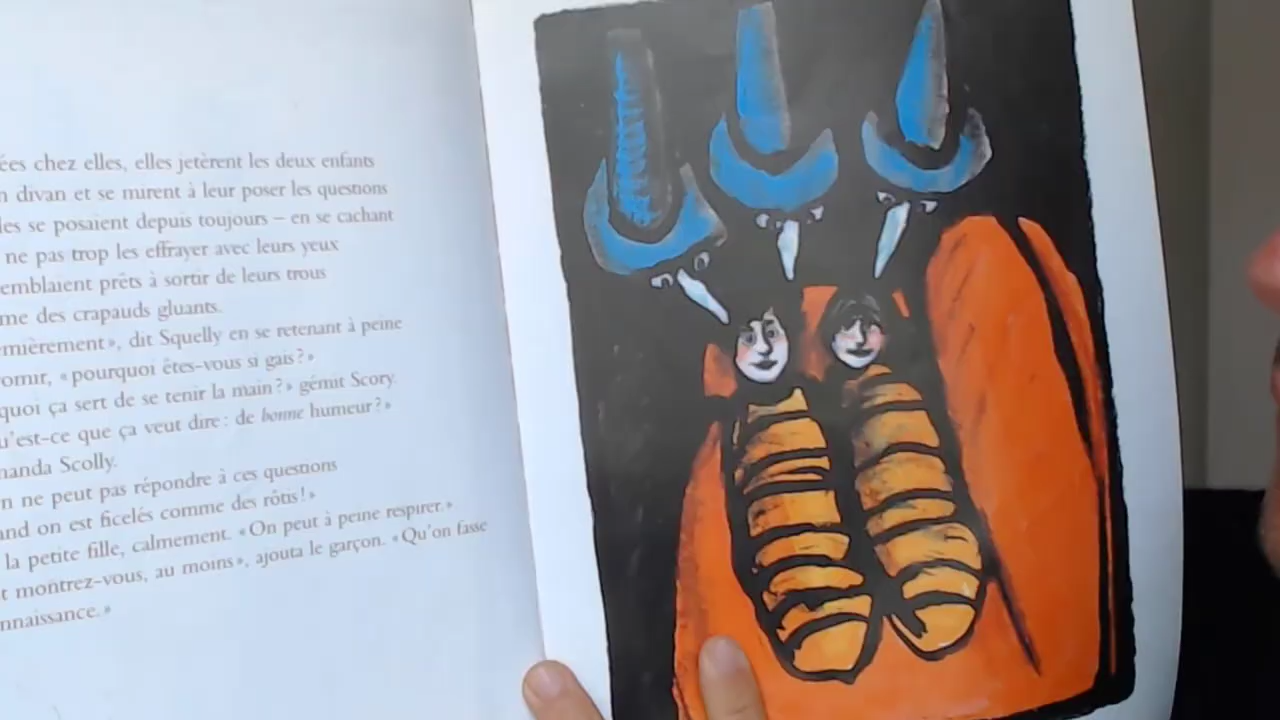 ées chez elles, elles jetèrent les deux enfants
n divan et se mirent à leur poser les questions
les se posaient depuis toujours – en se cachant
ne pas trop les effrayer avec leurs yeux
emblaient prêts à sortir de leurs trous
me des crapauds gluants.
emièrement», dit Squelly en se retenant à peine
omir, «pourquoi êtes-vous si gais?»
quoi ça sert de se tenir la main?» gémit Scory.
u'est-ce que ça veut dire : de bonne humeur?»
manda Scolly.
n ne peut pas répondre à ces questions
and on est ficelés comme des rôtis!»
la petite fille, calmement. «On peut à peine respirer.»
t montrez-vous, au moins», ajouta le garçon. «Qu'on fasse
nnaissance.»